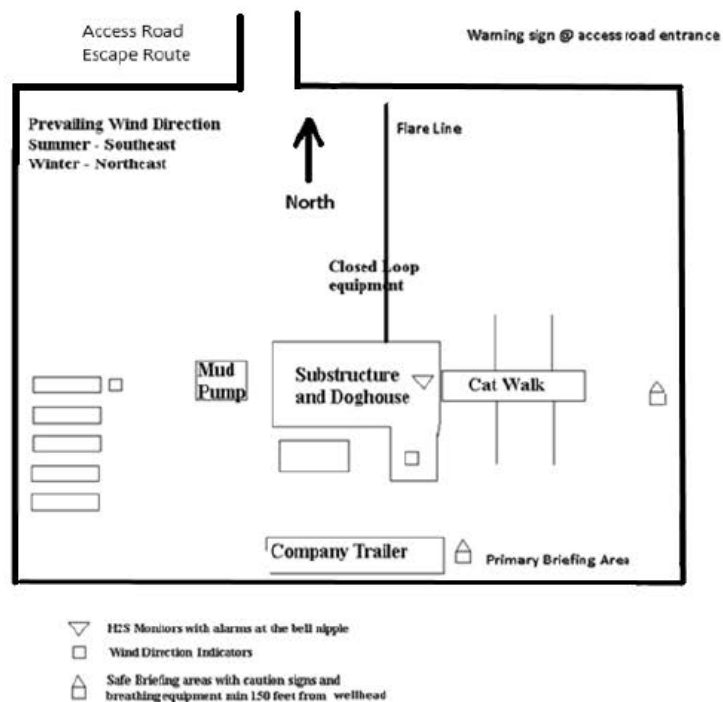 Access Road
Escape Route
Warning sign @ access road entrance
Prevailing Wind Direction
Summer - Southeast
Winter - Northeast
Flare Line
North
Closed Loop
equipment
Mud
Pump
Substructure
and Doghouse
Cat Walk
Company Trailer
Primary Briefing Area
H2S Monitors with alarms at the bell nipple
Wind Direction Indicators
Safe Briefing areas with caution signs and
breathing equipment min 150 feet from wellhead